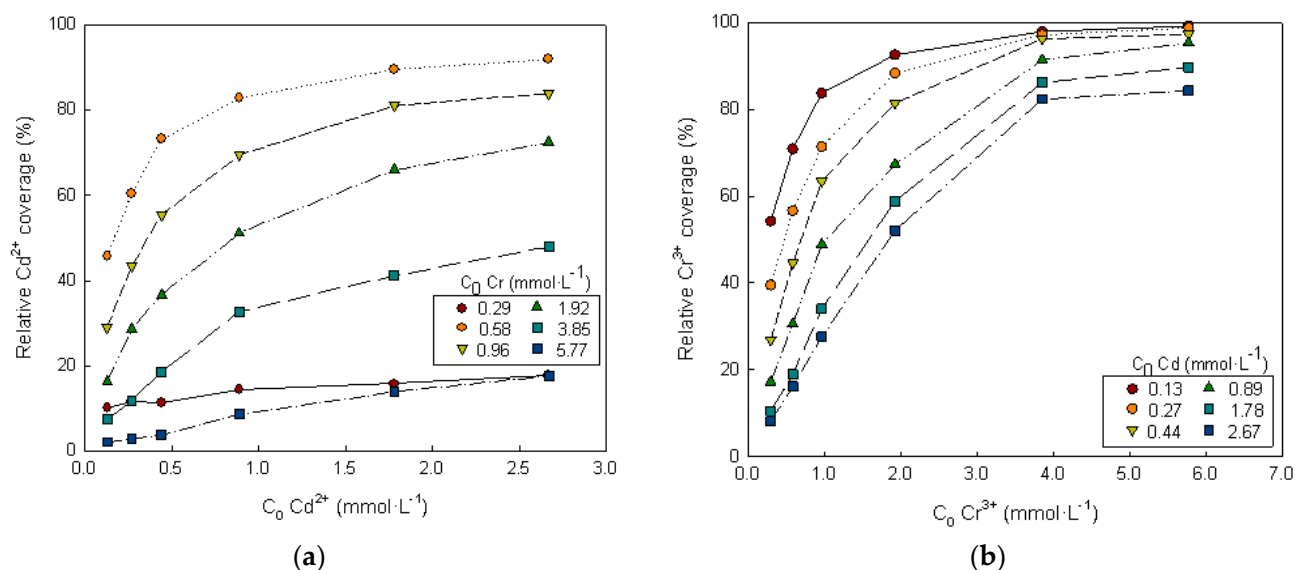 100
80
60
40
20
0
Relative Cd²⁺ coverage (%)
C₀ Cr (mmol·L⁻¹)
0.29 1.92
0.58 3.85
0.96 5.77
0.0 0.5 1.0 1.5 2.0 2.5 3.0
C₀ Cd²⁺ (mmol·L⁻¹)
(a)
100
80
60
40
20
0
Relative Cr³⁺ coverage (%)
C₀ Cd (mmol·L⁻¹)
0.13 0.89
0.27 1.78
0.44 2.67
0.0 1.0 2.0 3.0 4.0 5.0 6.0 7.0
C₀ Cr³⁺ (mmol·L⁻¹)
(b)